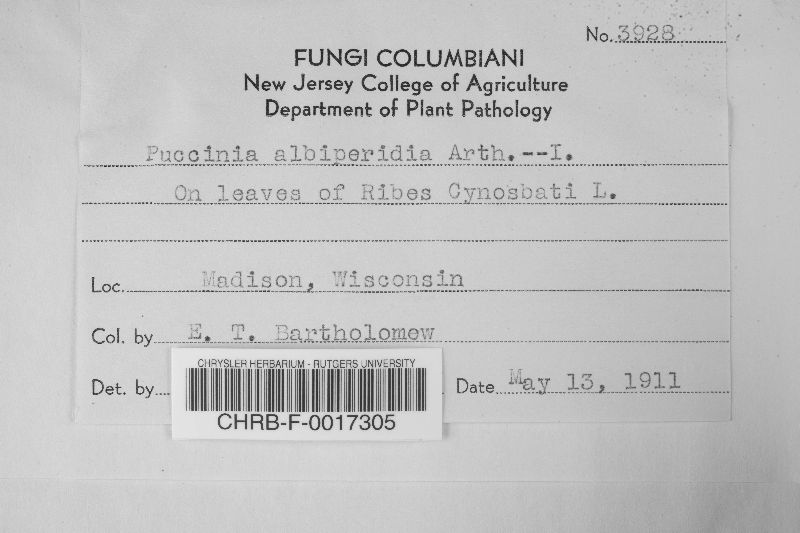 No. 3928
FUNGI COLUMBIANI
New Jersey College of Agriculture
Department of Plant Pathology
Puccinia albiperidia Arth.--I.
On leaves of Ribes Cynosbati L.
Loc. Madison, Wisconsin
Col. by E. T. Bartholomew
CHRYSLER HERBARIUM - RUTGERS UNIVERSITY
Det. by Date May 13, 1911
CHRB-F-0017305